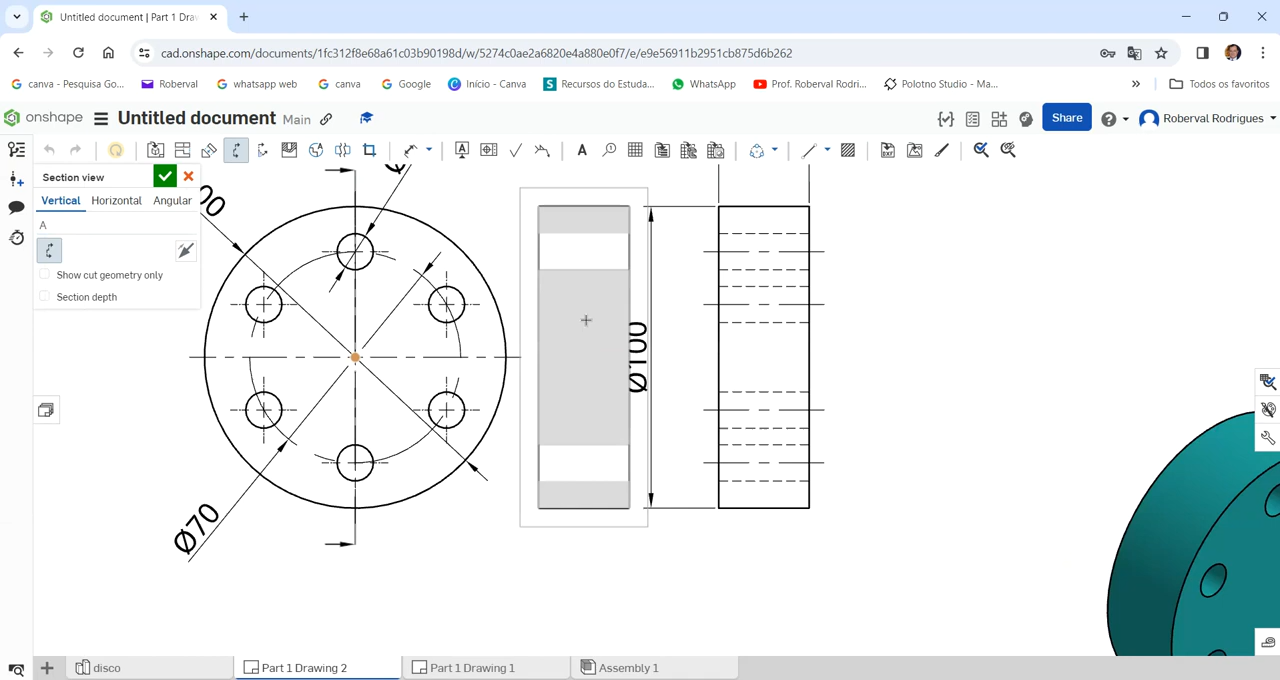 Untitled document | Part 1 Dra
cad.onshape.com/documents/1fc312f8e68a61c03b90198d/w/5274c0ae2a6820e4a880e0f7/e/e9e56911b2951cb875d6b262
canva - Pesquisa Go...
Roberval
whatsapp web
canva
Google
Início - Canva
Recursos do Estuda...
WhatsApp
Prof. Roberval Rodri...
Polotno Studio - Ma...
»
Todos os favoritos
onshape
Untitled document Main
Share
Roberval Rodrigues
Section view
Vertical
Horizontal
Angular
A
Show cut geometry only
Section depth
00
Ø
Ø100
Ø70
disco
Part 1 Drawing 2
Part 1 Drawing 1
Assembly 1